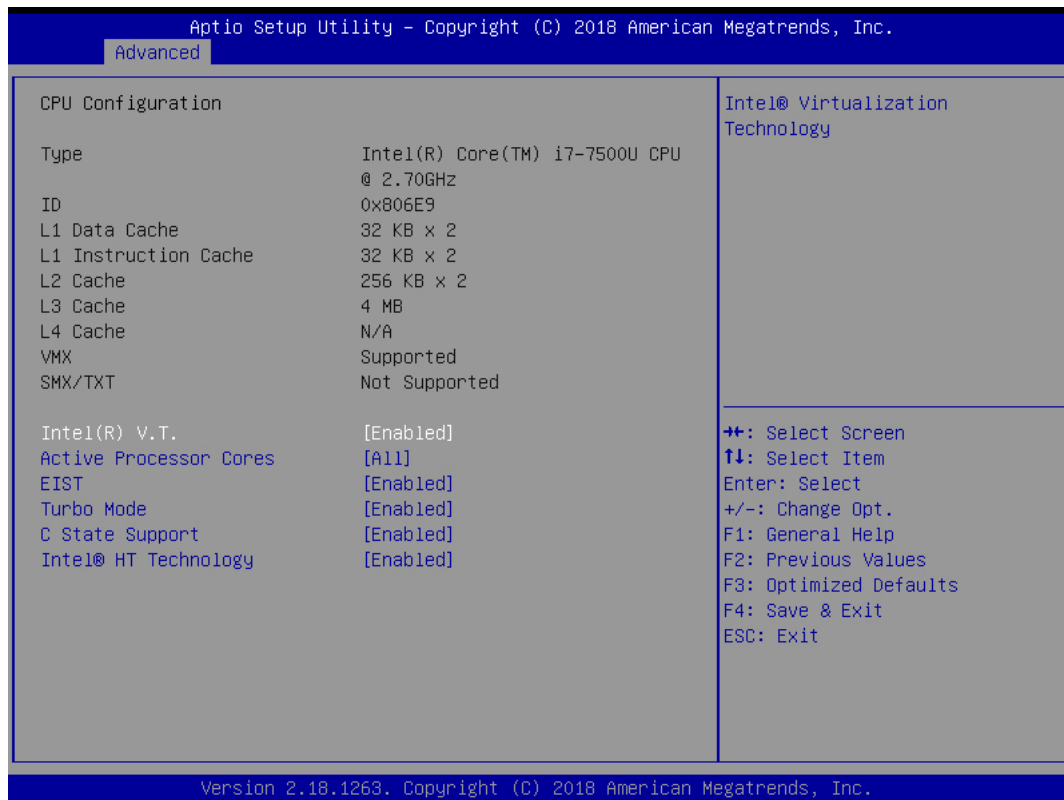 Aptio Setup Utility – Copyright (C) 2018 American Megatrends, Inc.
Advanced
CPU Configuration
Type Intel(R) Core(TM) i7-7500U CPU
@ 2.70GHz
ID 0x806E9
L1 Data Cache 32 KB x 2
L1 Instruction Cache 32 KB x 2
L2 Cache 256 KB x 2
L3 Cache 4 MB
L4 Cache N/A
VMX Supported
SMX/TXT Not Supported
Intel(R) V.T. [Enabled]
Active Processor Cores [All]
EIST [Enabled]
Turbo Mode [Enabled]
C State Support [Enabled]
Intel® HT Technology [Enabled]
Intel® Virtualization
Technology
→←: Select Screen
↑↓: Select Item
Enter: Select
+/-: Change Opt.
F1: General Help
F2: Previous Values
F3: Optimized Defaults
F4: Save & Exit
ESC: Exit
Version 2.18.1263. Copyright (C) 2018 American Megatrends, Inc.